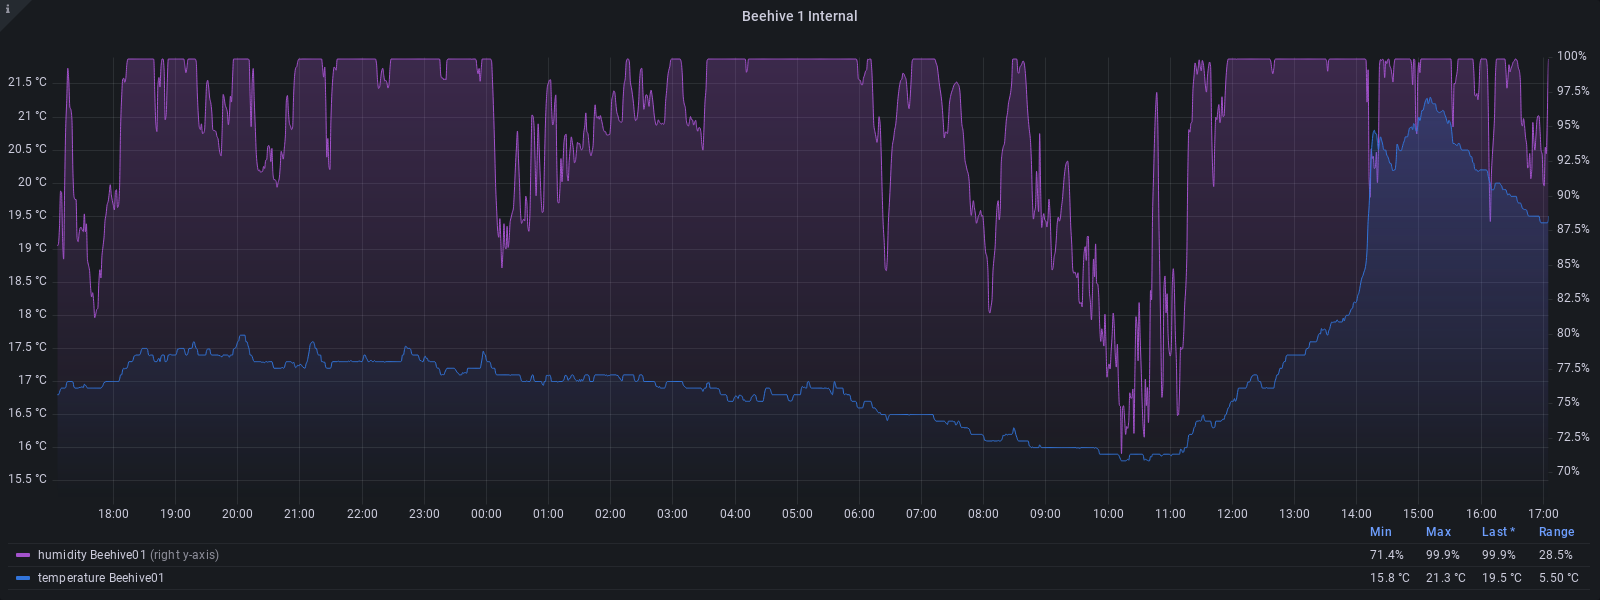 i
Beehive 1 Internal
21.5 °C
21 °C
20.5 °C
20 °C
19.5 °C
19 °C
18.5 °C
18 °C
17.5 °C
17 °C
16.5 °C
16 °C
15.5 °C
100%
97.5%
95%
92.5%
90%
87.5%
85%
82.5%
80%
77.5%
75%
72.5%
70%
18:00 19:00 20:00 21:00 22:00 23:00 00:00 01:00 02:00 03:00 04:00 05:00 06:00 07:00 08:00 09:00 10:00 11:00 12:00 13:00 14:00 15:00 16:00 17:00
Min Max Last * Range
humidity Beehive01 (right y-axis) 71.4% 99.9% 99.9% 28.5%
temperature Beehive01 15.8 °C 21.3 °C 19.5 °C 5.50 °C